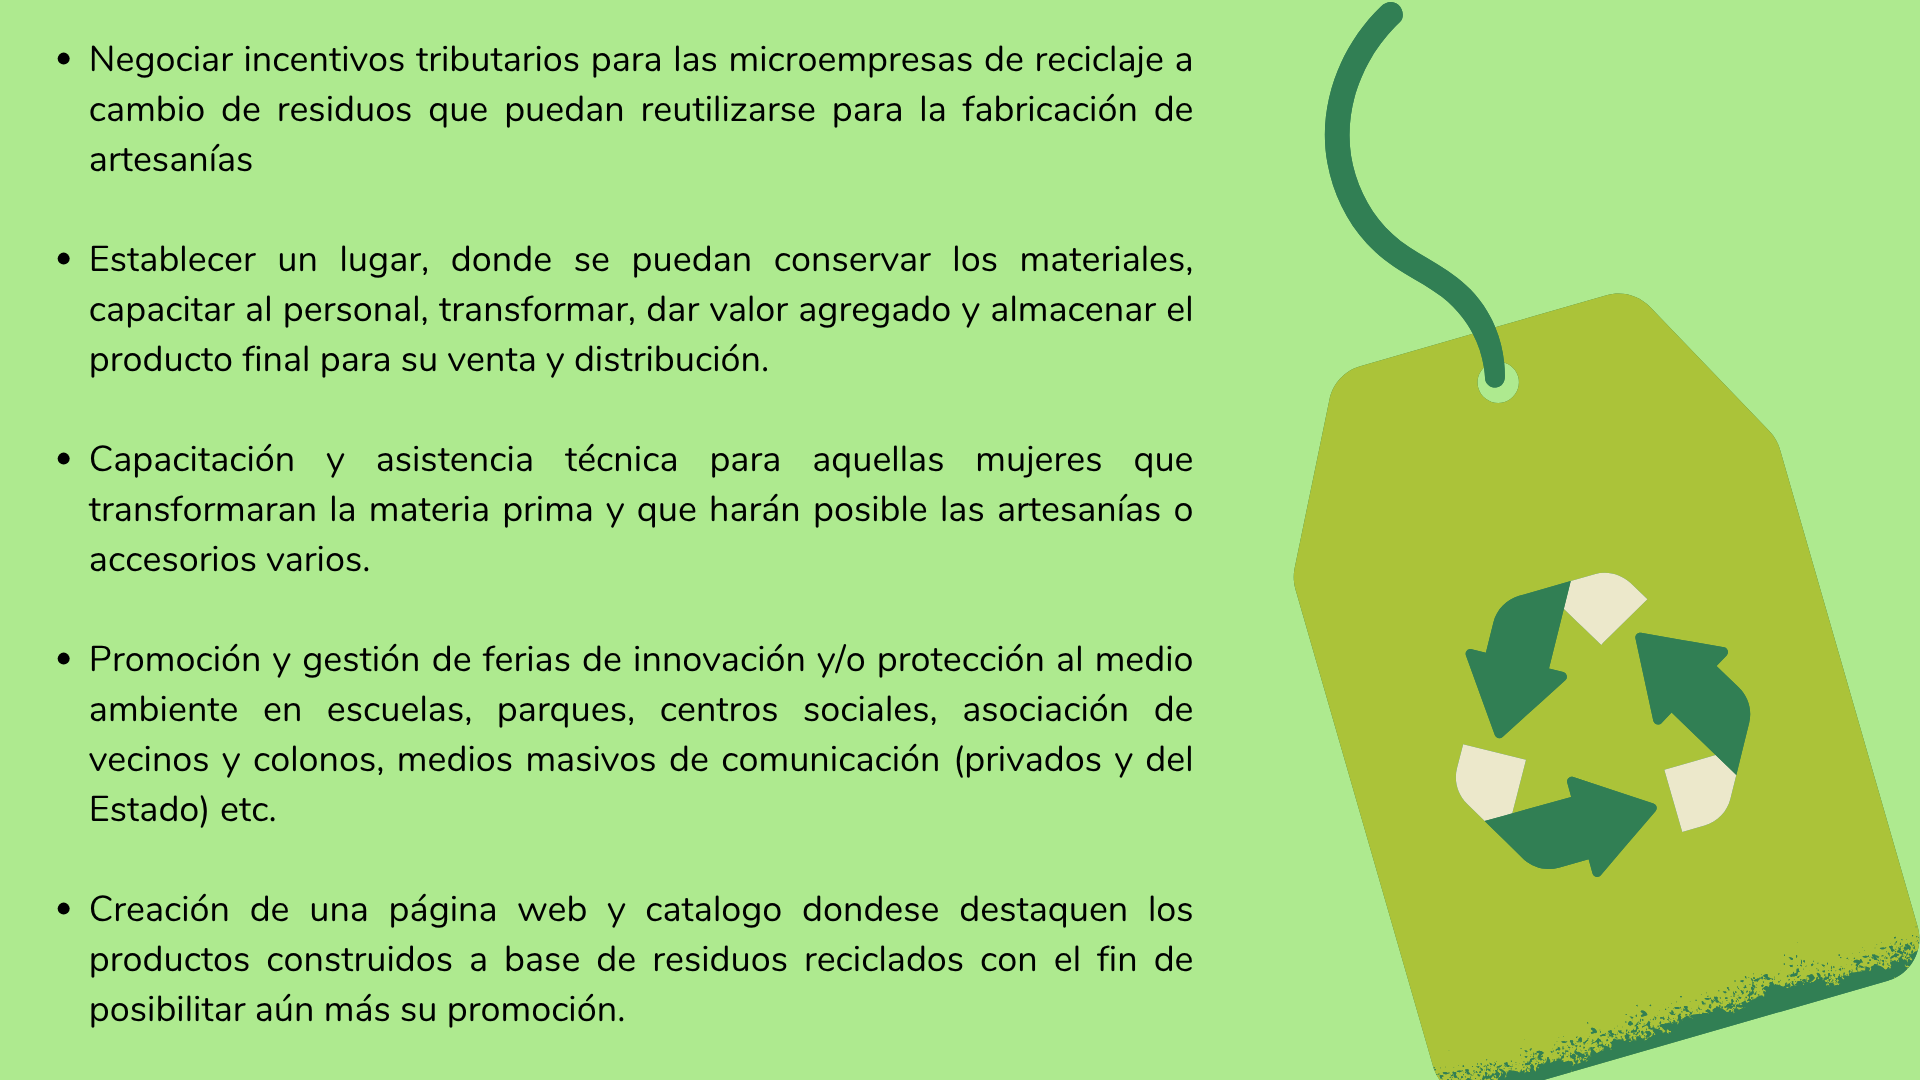 • Negociar incentivos tributarios para las microempresas de reciclaje a
cambio de residuos que puedan reutilizarse para la fabricación de
artesanías
• Establecer un lugar, donde se puedan conservar los materiales,
capacitar al personal, transformar, dar valor agregado y almacenar el
producto final para su venta y distribución.
• Capacitación y asistencia técnica para aquellas mujeres que
transformaran la materia prima y que harán posible las artesanías o
accesorios varios.
• Promoción y gestión de ferias de innovación y/o protección al medio
ambiente en escuelas, parques, centros sociales, asociación de
vecinos y colonos, medios masivos de comunicación (privados y del
Estado) etc.
• Creación de una página web y catalogo dondese destaquen los
productos construidos a base de residuos reciclados con el fin de
posibilitar aún más su promoción.